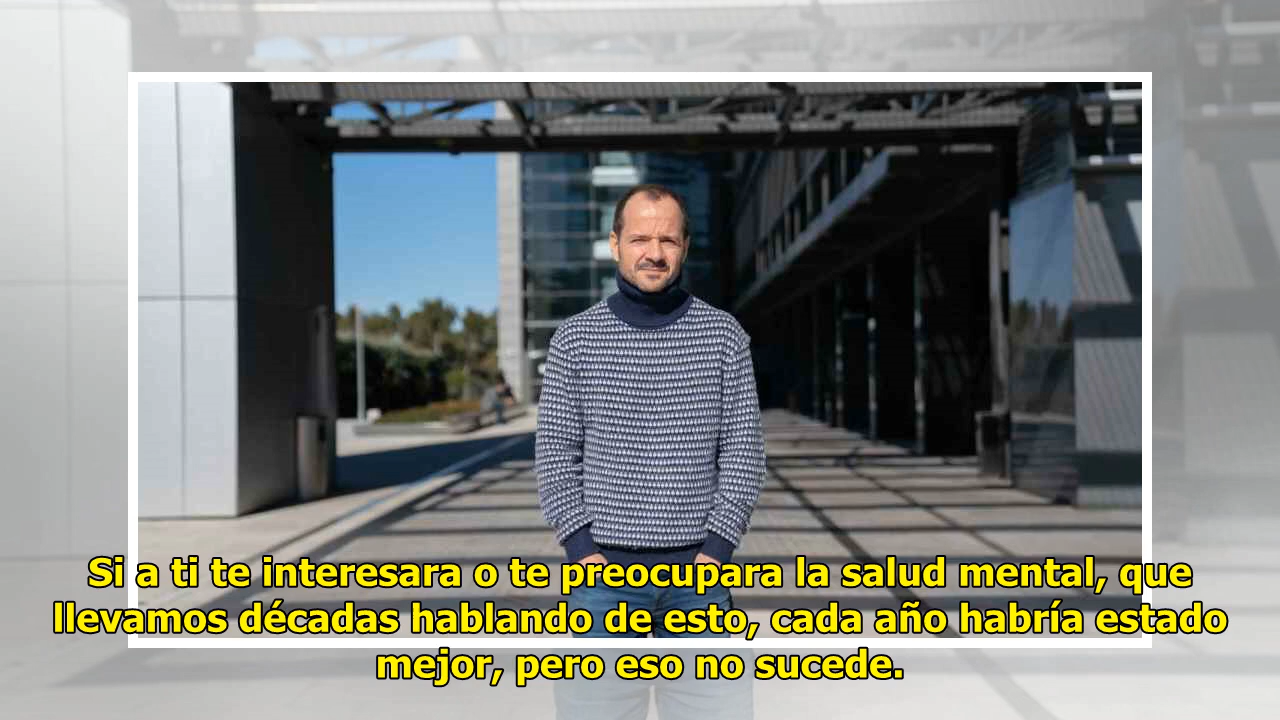 Si a ti te interesara o te preocupara la salud mental, que
llevamos décadas hablando de esto, cada año habría estado
mejor, pero eso no sucede.